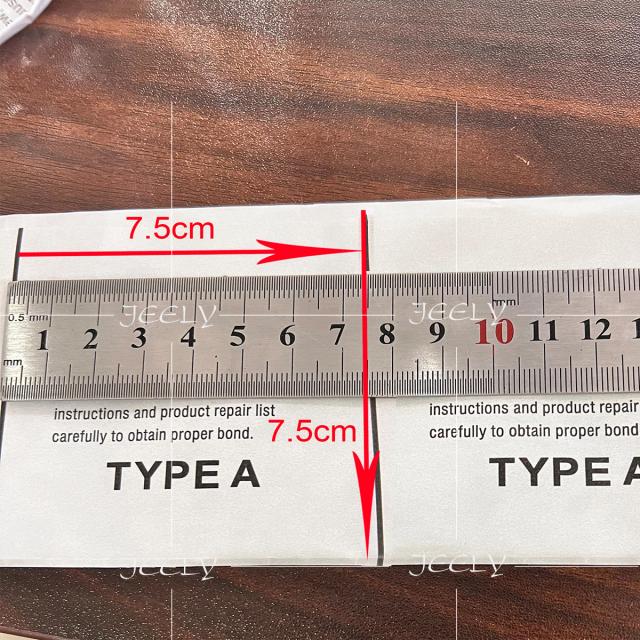 7.5cm
mm
0.5 mm
JEELY JEELY
1 2 3 4 5 6 7 8 9 10 11 12 1
mm
instructions and product repair list
carefully to obtain proper bond.
7.5cm
TYPE A
instructions and product repair
carefully to obtain proper bond
TYPE A
JEELY JEELY